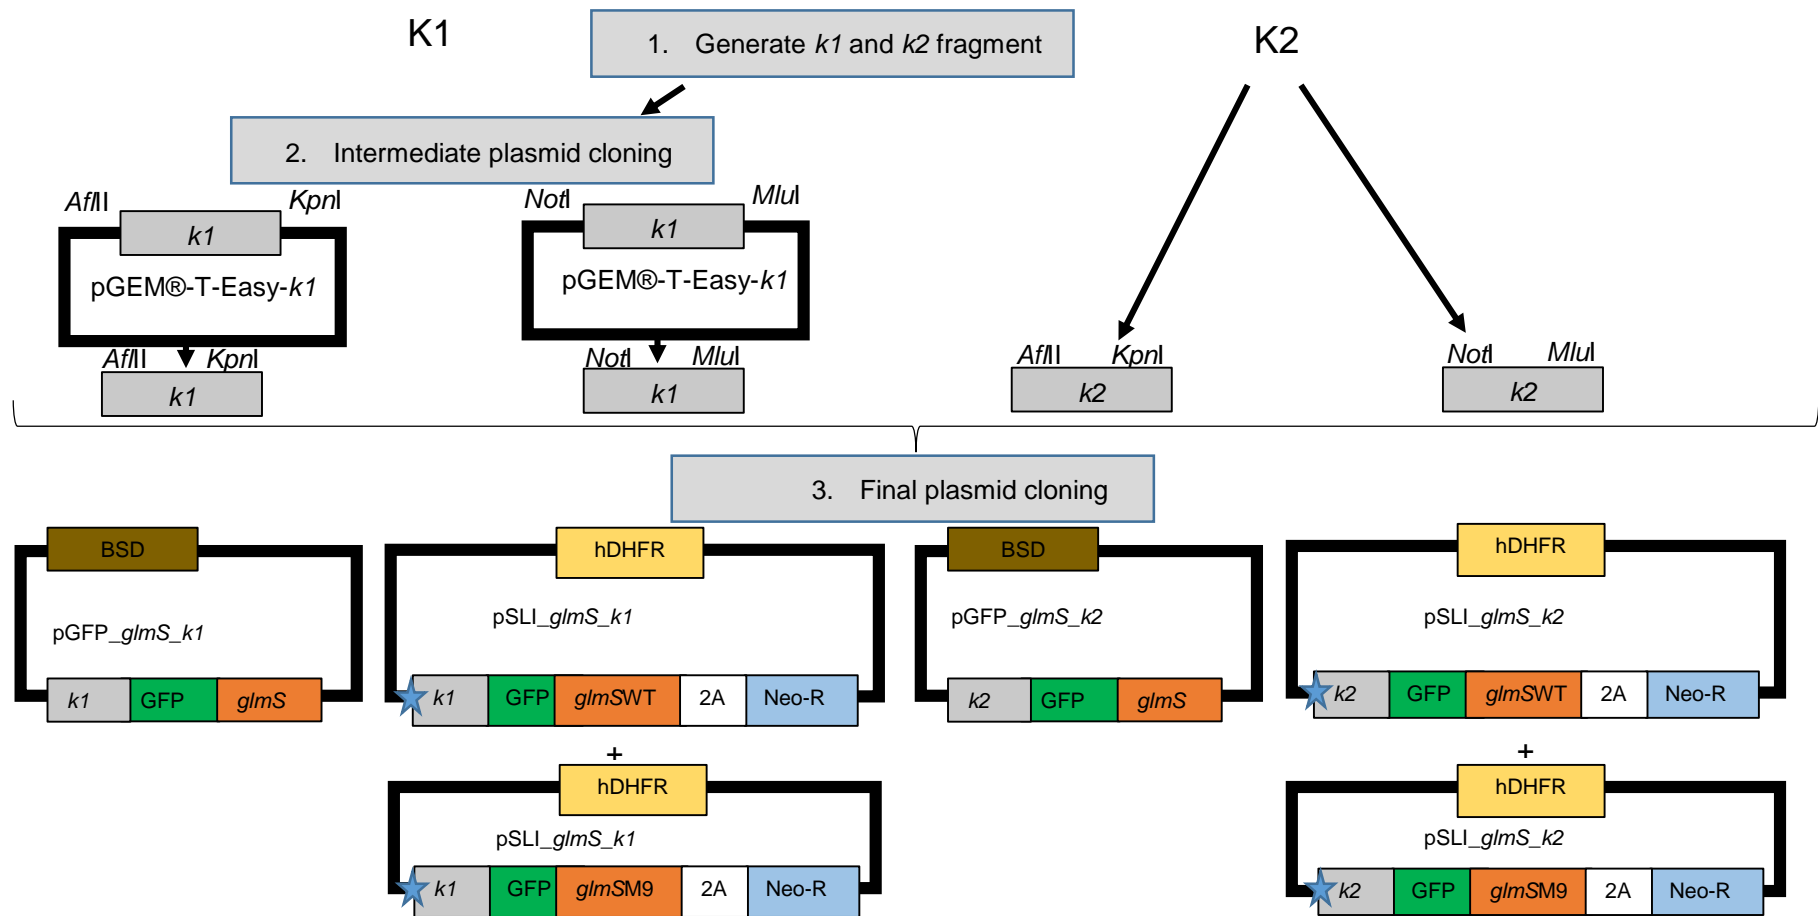 K1
1. Generate k1 and k2 fragment
K2
2. Intermediate plasmid cloning
AflII
KpnI
NotI
MluI
k1
k1
pGEM®-T-Easy-k1
pGEM®-T-Easy-k1
AflII
KpnI
NotI
MluI
AflII
KpnI
NotI
MluI
k1
k1
k2
k2
3. Final plasmid cloning
BSD
hDHFR
BSD
hDHFR
pGFP_glmS_k1
pSLI_glmS_k1
pGFP_glmS_k2
pSLI_glmS_k2
k1 GFP glmS
k1 GFP glmSWT 2A Neo-R
k2 GFP glmS
k2 GFP glmSWT 2A Neo-R
+
+
hDHFR
hDHFR
pSLI_glmS_k1
pSLI_glmS_k2
k1 GFP glmSM9 2A Neo-R
k2 GFP glmSM9 2A Neo-R